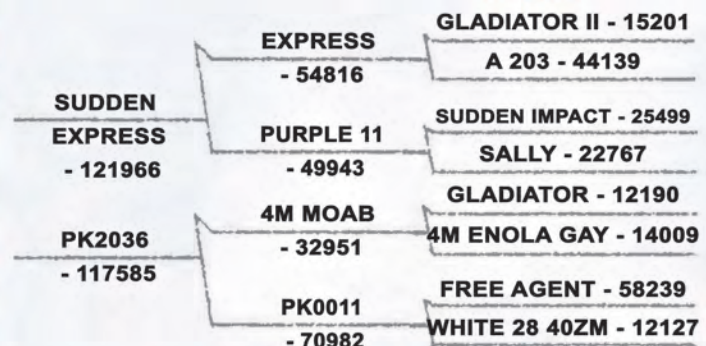 SUDDEN
EXPRESS
- 121966
PK2036
- 117585
EXPRESS
- 54816
PURPLE 11
- 49943
4M MOAB
- 32951
PK0011
- 70982
GLADIATOR II - 15201
A 203 - 44139
SUDDEN IMPACT - 25499
SALLY - 22767
GLADIATOR - 12190
4M ENOLA GAY - 14009
FREE AGENT - 58239
WHITE 28 40ZM - 12127